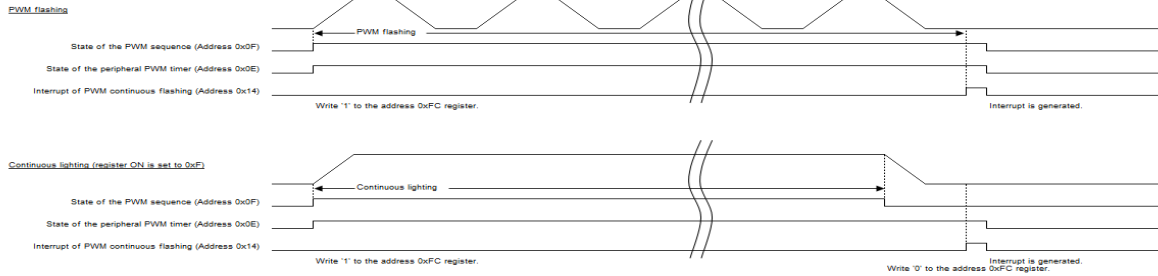 PWM flashing
PWM flashing
State of the PWM sequence (Address 0x0F)
State of the peripheral PWM timer (Address 0x0E)
Interrupt of PWM continuous flashing (Address 0x14)
Write '1' to the address 0xFC register.
Interrupt is generated.
Continuous lighting (register ON is set to 0xF)
Continuous lighting
State of the PWM sequence (Address 0x0F)
State of the peripheral PWM timer (Address 0x0E)
Interrupt of PWM continuous flashing (Address 0x14)
Write '1' to the address 0xFC register.
Interrupt is generated.
Write '0' to the address 0xFC register.